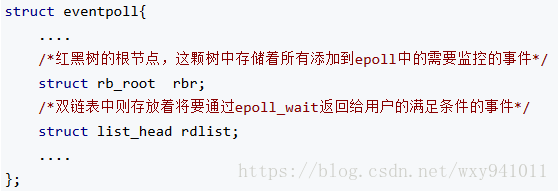 struct eventpoll{
....
/*红黑树的根节点，这颗树中存储着所有添加到epoll中的需要监控的事件*/
struct rb_root  rbr;
/*双链表中则存放着将要通过epoll_wait返回给用户的满足条件的事件*/
struct list_head rdlist;
....
};
https://blog.csdn.net/wxy941011